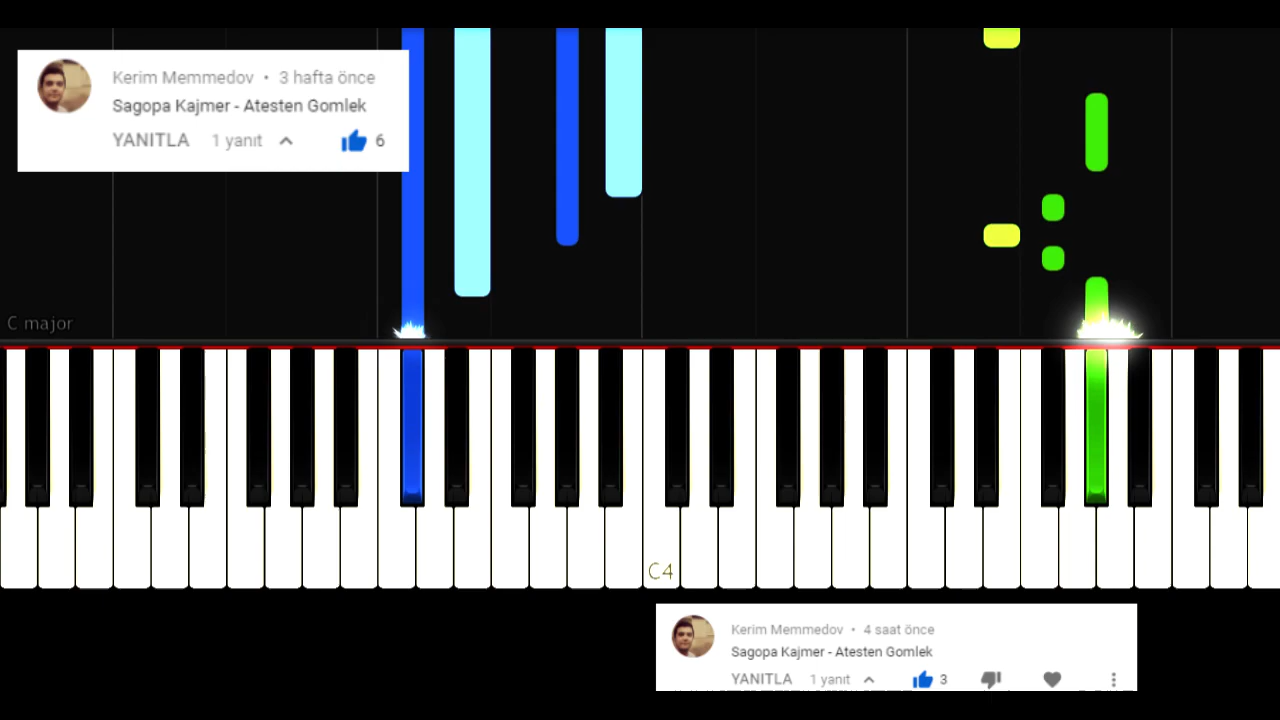 Kerim Memmedov • 3 hafta önce
Sagopa Kajmer - Atesten Gomlek
YANITLA 1 yanıt 6
C major
C4
Kerim Memmedov • 4 saat önce
Sagopa Kajmer - Atesten Gomlek
YANITLA 1 yanıt 3